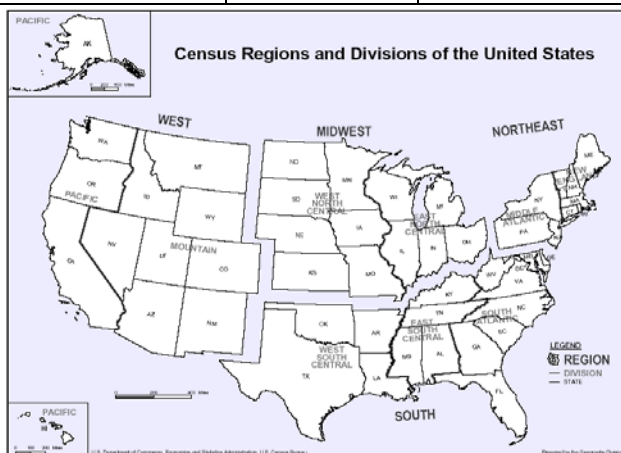 PACIFIC
AK
Census Regions and Divisions of the United States
WEST
MIDWEST
NORTHEAST
WA
MT
ND
MN
ME
OR
ID
SD
WI
MI
NY
NEW
ENGLAND
NH
MA
CT
PACIFIC
WY
WEST
NORTH
CENTRAL
IA
EAST
NORTH
CENTRAL
MIDDLE
ATLANTIC
PA
NV
UT
MOUNTAIN
CO
NE
KS
MO
IL
IN
OH
WV
VA
CA
AZ
NM
OK
AR
KY
TN
NC
SOUTH
ATLANTIC
SC
WEST
SOUTH
CENTRAL
TX
LA
EAST
SOUTH
CENTRAL
MS
AL
GA
FL
LEGEND
REGION
DIVISION
STATE
SOUTH
PACIFIC
HI